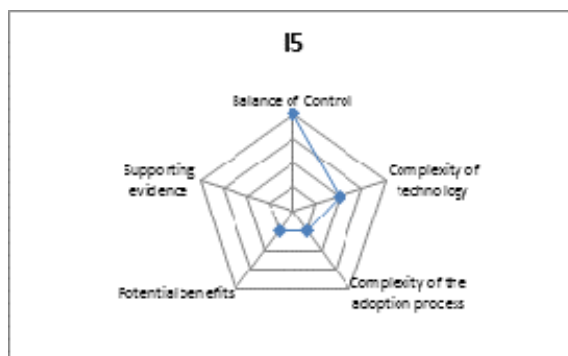 I5
Balance of Control
Supporting
evidence
Complexity of
technology
Potential benefits
Complexity of the
adoption process